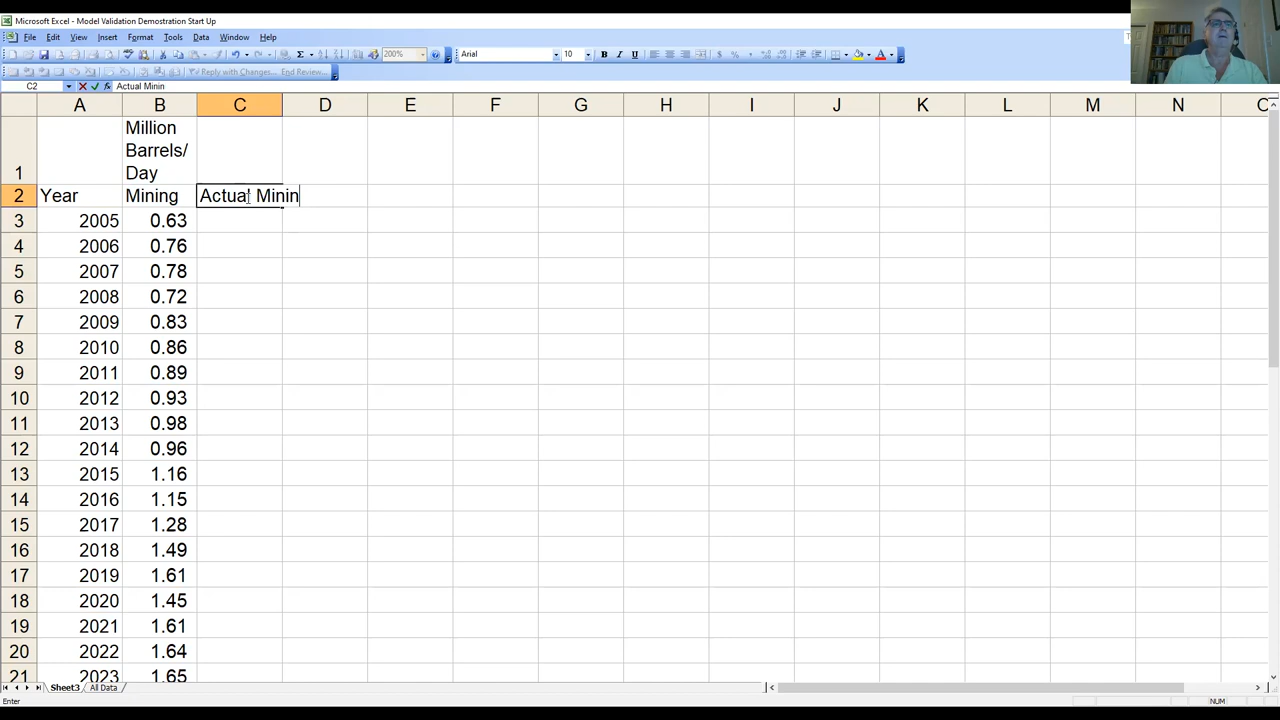 Microsoft Excel - Model Validation Demostration Start Up
File Edit View Insert Format Tools Data Window Help
200% Arial 10 B I U $ % ,
Reply with Changes... End Review...
C2 fx Actual Minin
A B C D E F G H I J K L M N
1 Million Barrels/ Day
2 Year Mining Actual Minin
3 2005 0.63
4 2006 0.76
5 2007 0.78
6 2008 0.72
7 2009 0.83
8 2010 0.86
9 2011 0.89
10 2012 0.93
11 2013 0.98
12 2014 0.96
13 2015 1.16
14 2016 1.15
15 2017 1.28
16 2018 1.49
17 2019 1.61
18 2020 1.45
19 2021 1.61
20 2022 1.64
21 2023 1.65
Sheet3 All Data
Enter NUM